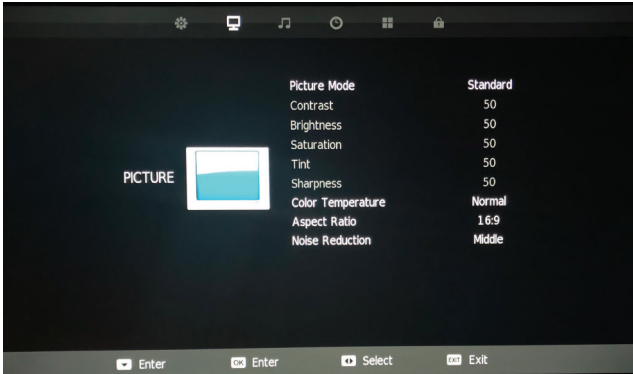 Picture Mode Standard
Contrast 50
Brightness 50
Saturation 50
Tint 50
PICTURE
Sharpness 50
Color Temperature Normal
Aspect Ratio 16:9
Noise Reduction Middle
Enter OK Enter Select EXIT Exit